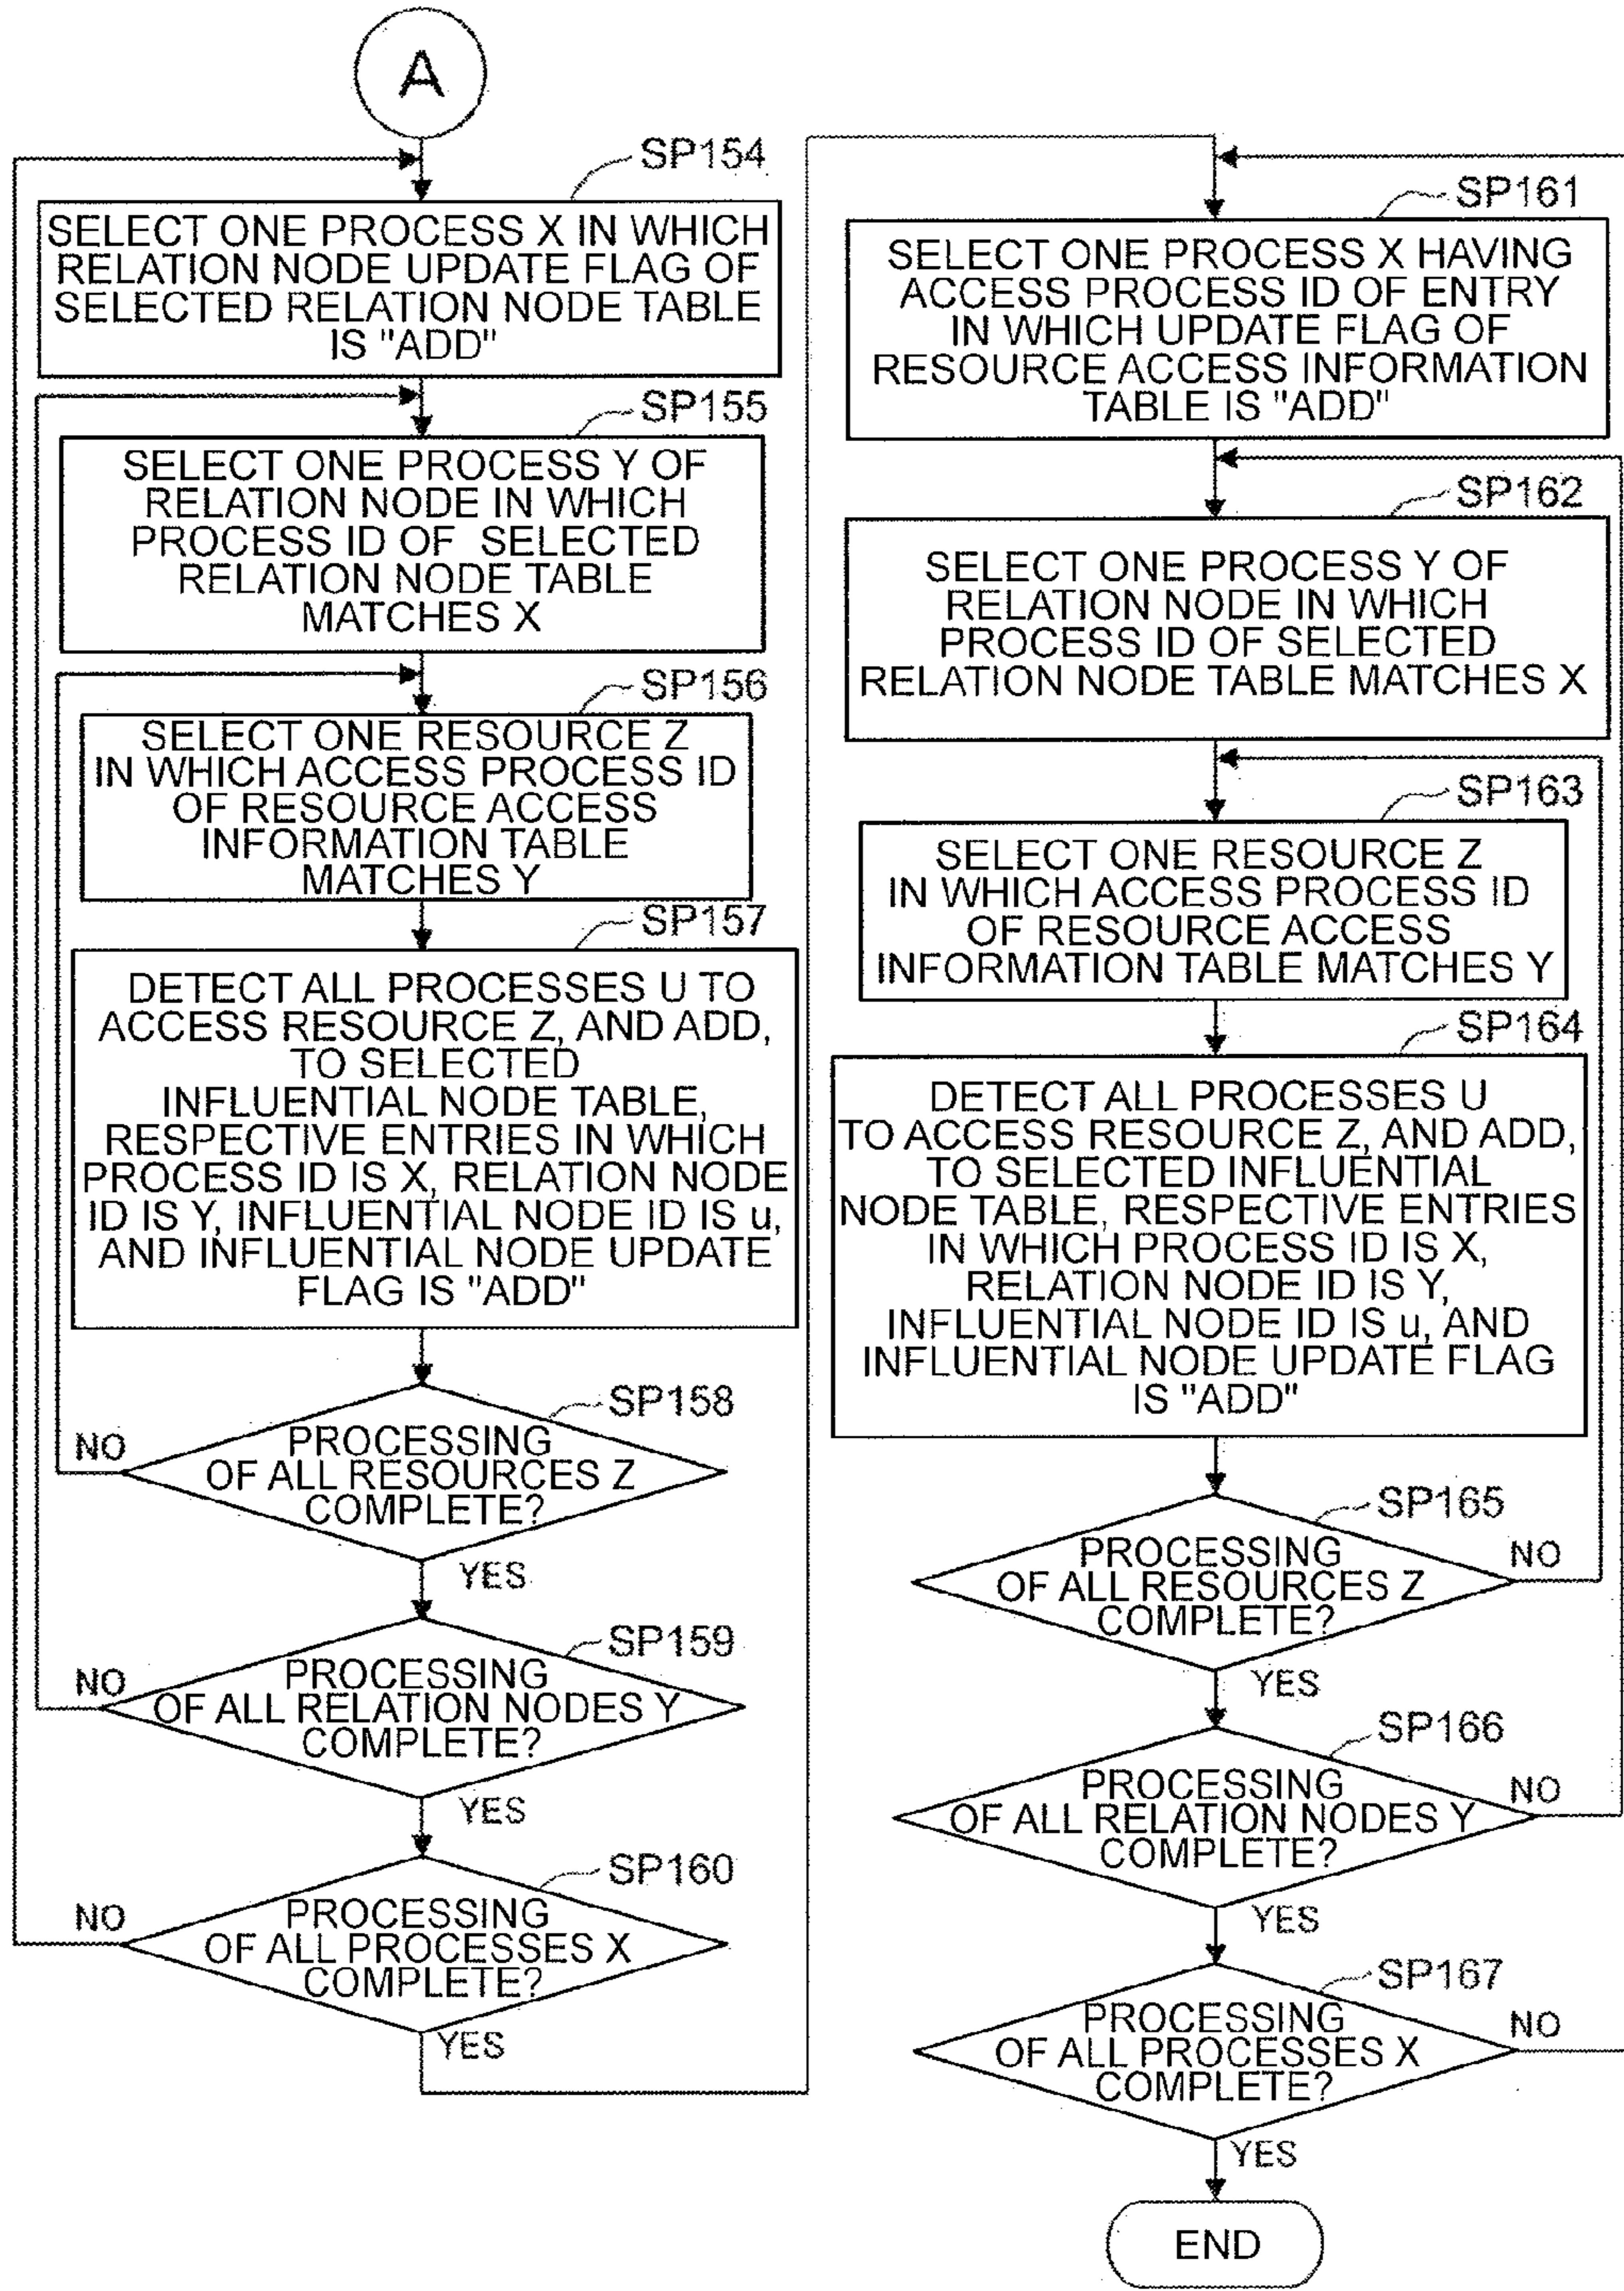 A
SP154
SELECT ONE PROCESS X IN WHICH
RELATION NODE UPDATE FLAG OF
SELECTED RELATION NODE TABLE
IS "ADD"
SP155
SELECT ONE PROCESS Y OF
RELATION NODE IN WHICH
PROCESS ID OF SELECTED
RELATION NODE TABLE
MATCHES X
SP156
SELECT ONE RESOURCE Z
IN WHICH ACCESS PROCESS ID
OF RESOURCE ACCESS
INFORMATION TABLE
MATCHES Y
SP157
DETECT ALL PROCESSES U TO
ACCESS RESOURCE Z, AND ADD,
TO SELECTED
INFLUENTIAL NODE TABLE,
RESPECTIVE ENTRIES IN WHICH
PROCESS ID IS X, RELATION NODE
ID IS Y, INFLUENTIAL NODE ID IS u,
AND INFLUENTIAL NODE UPDATE
FLAG IS "ADD"
SP158
NO
PROCESSING
OF ALL RESOURCES Z
COMPLETE?
YES
SP159
NO
PROCESSING
OF ALL RELATION NODES Y
COMPLETE?
YES
SP160
NO
PROCESSING
OF ALL PROCESSES X
COMPLETE?
YES
SP161
SELECT ONE PROCESS X HAVING
ACCESS PROCESS ID OF ENTRY
IN WHICH UPDATE FLAG OF
RESOURCE ACCESS INFORMATION
TABLE IS "ADD"
SP162
SELECT ONE PROCESS Y OF
RELATION NODE IN WHICH
PROCESS ID OF SELECTED
RELATION NODE TABLE MATCHES X
SP163
SELECT ONE RESOURCE Z
IN WHICH ACCESS PROCESS ID
OF RESOURCE ACCESS
INFORMATION TABLE MATCHES Y
SP164
DETECT ALL PROCESSES U
TO ACCESS RESOURCE Z, AND ADD,
TO SELECTED INFLUENTIAL
NODE TABLE, RESPECTIVE ENTRIES
IN WHICH PROCESS ID IS X,
RELATION NODE ID IS Y,
INFLUENTIAL NODE ID IS u, AND
INFLUENTIAL NODE UPDATE FLAG
IS "ADD"
SP165
PROCESSING
OF ALL RESOURCES Z
COMPLETE?
NO
YES
SP166
PROCESSING
OF ALL RELATION NODES Y
COMPLETE?
NO
YES
SP167
PROCESSING
OF ALL PROCESSES X
COMPLETE?
NO
YES
END